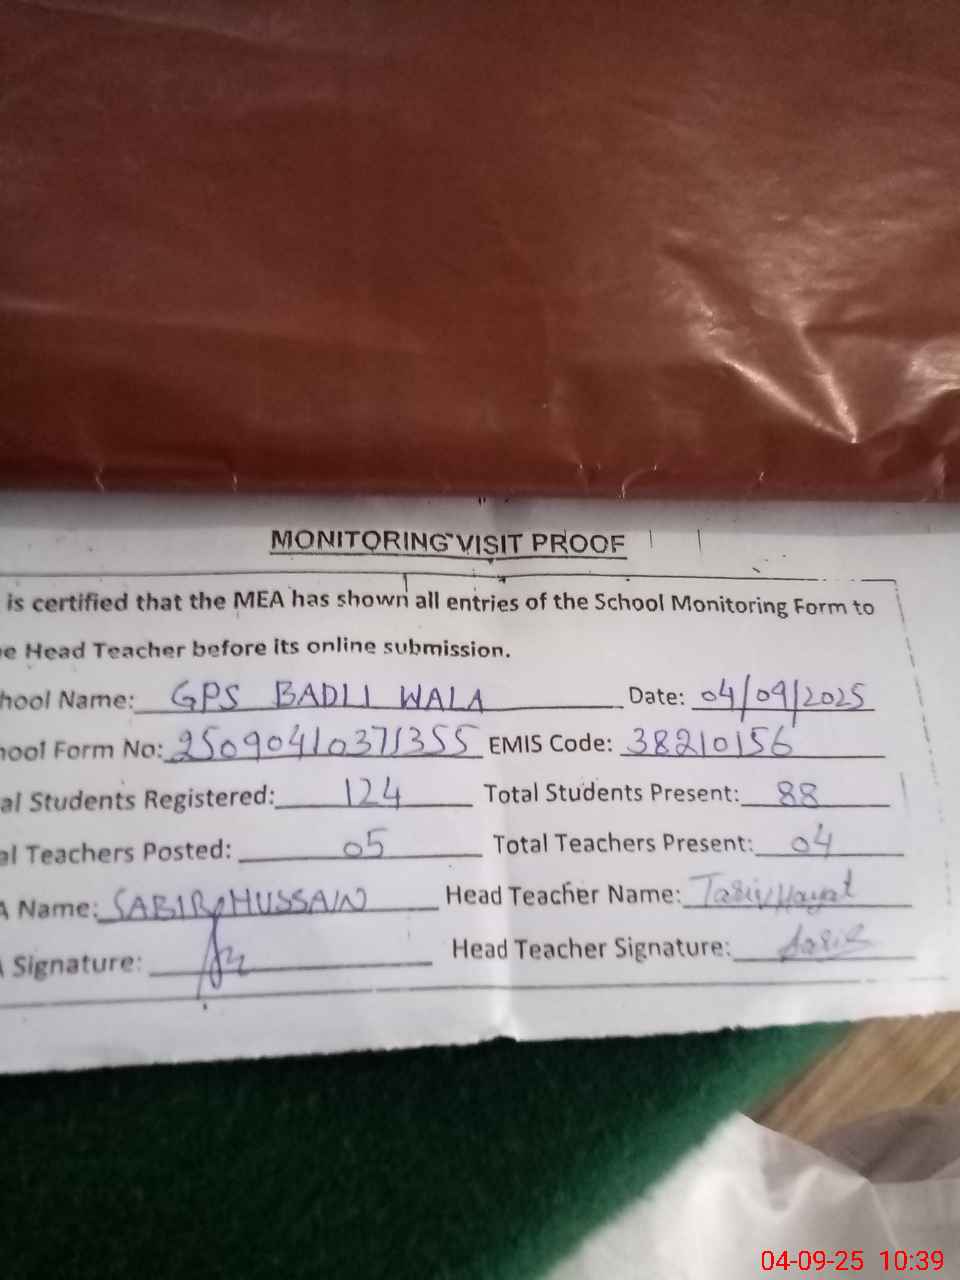 MONITORING VISIT PROOF
is certified that the MEA has shown all entries of the School Monitoring Form to
e Head Teacher before its online submission.
hool Name: GPS BADLI WALA Date: 04/09/2025
ool Form No: 25090410371355 EMIS Code: 38210156
al Students Registered: 124 Total Students Present: 88
al Teachers Posted: 05 Total Teachers Present: 04
A Name: SABIR HUSSAIN Head Teacher Name: Hayat
A Signature: Head Teacher Signature:
04-09-25 10:39